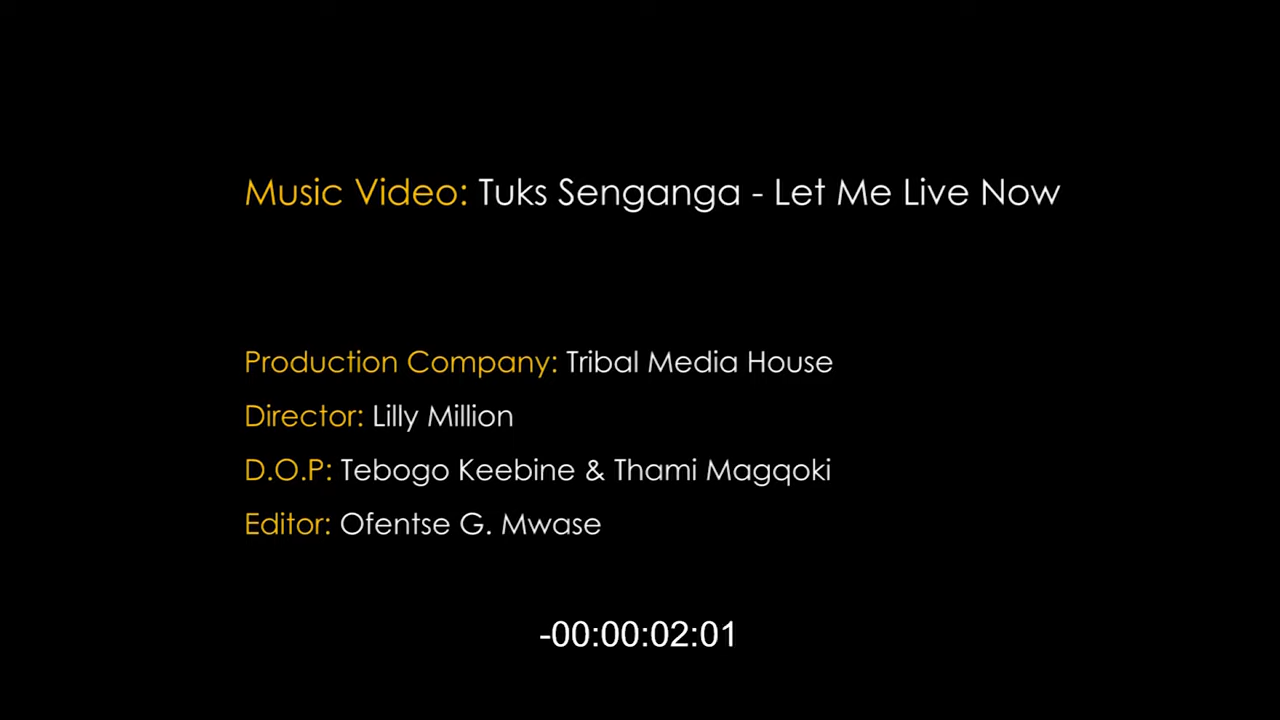 Music Video: Tuks Senganga - Let Me Live Now
Production Company: Tribal Media House
Director: Lilly Million
D.O.P: Tebogo Keebine & Thami Magqoki
Editor: Ofentse G. Mwase
-00:00:02:01